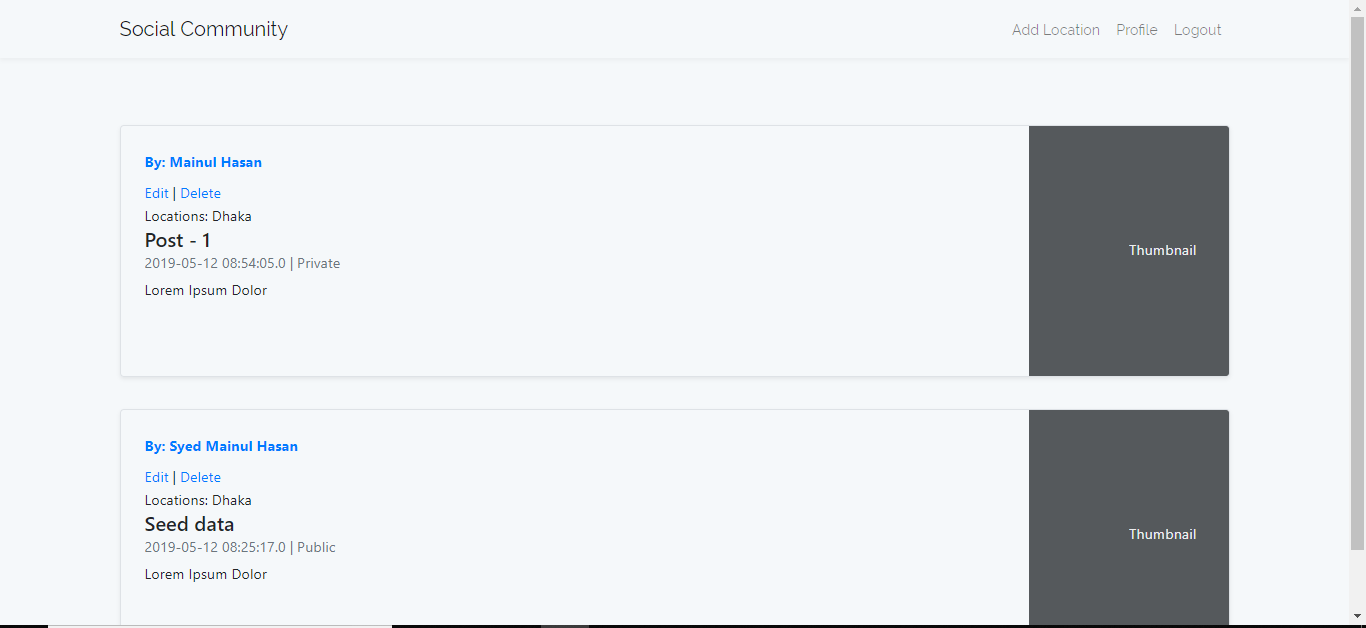 Social Community
Add Location Profile Logout
By: Mainul Hasan
Edit | Delete
Locations: Dhaka
Post - 1
2019-05-12 08:54:05.0 | Private
Lorem Ipsum Dolor
Thumbnail
By: Syed Mainul Hasan
Edit | Delete
Locations: Dhaka
Seed data
2019-05-12 08:25:17.0 | Public
Lorem Ipsum Dolor
Thumbnail